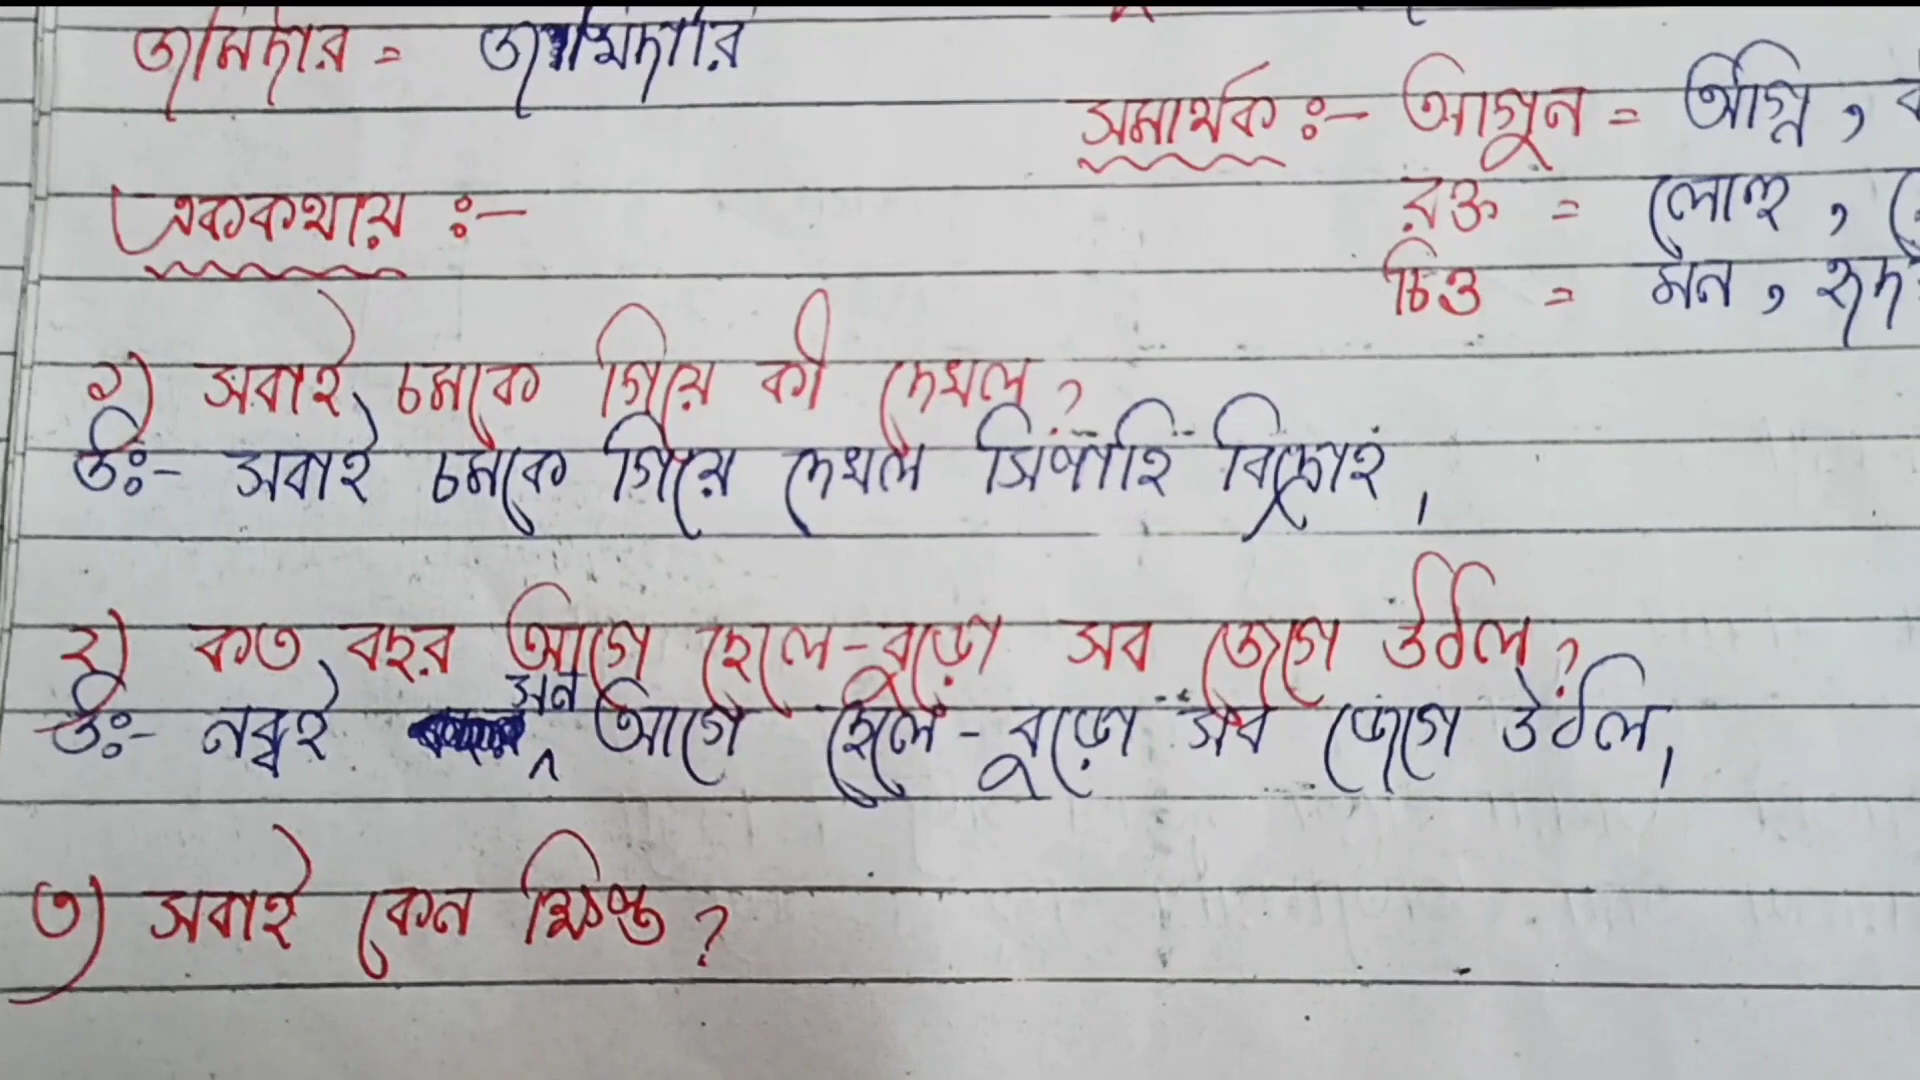 জমিদার =
সমার্থক :- আগুন = অগ্নি,
এককথায় :-
রক্ত = লোহু,
চিত্ত = মন, হৃদ
১) সবাই চমকে গিয়ে কী দেখল?
উঃ- সবাই চমকে গিয়ে দেখল সিপাহি বিদ্রোহ।
২) কত বছর আগে ছেলে-বুড়ো সব জেগে উঠল?
উঃ- নব্বই সন আগে ছেলে-বুড়ো সব জেগে উঠল।
৩) সবাই কেন ক্ষিপ্ত?